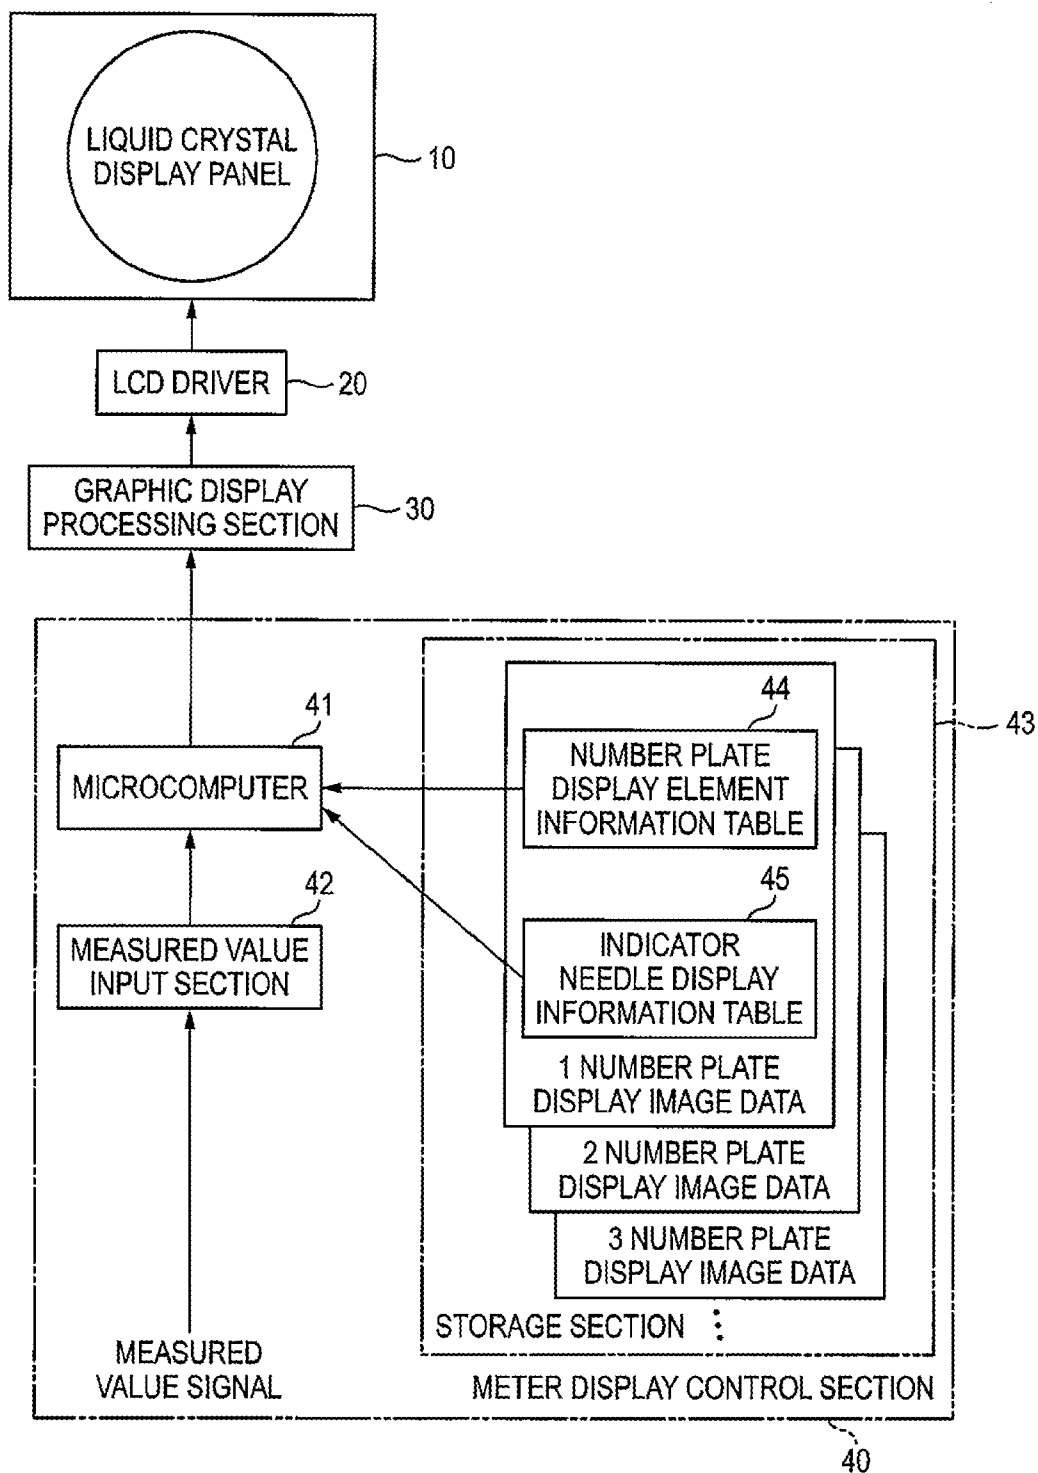 LIQUID CRYSTAL
DISPLAY PANEL
10
LCD DRIVER
20
GRAPHIC DISPLAY
PROCESSING SECTION
30
41
MICROCOMPUTER
42
MEASURED VALUE
INPUT SECTION
MEASURED
VALUE SIGNAL
44
NUMBER PLATE
DISPLAY ELEMENT
INFORMATION TABLE
43
45
INDICATOR
NEEDLE DISPLAY
INFORMATION TABLE
1 NUMBER PLATE
DISPLAY IMAGE DATA
2 NUMBER PLATE
DISPLAY IMAGE DATA
3 NUMBER PLATE
DISPLAY IMAGE DATA
STORAGE SECTION
METER DISPLAY CONTROL SECTION
40